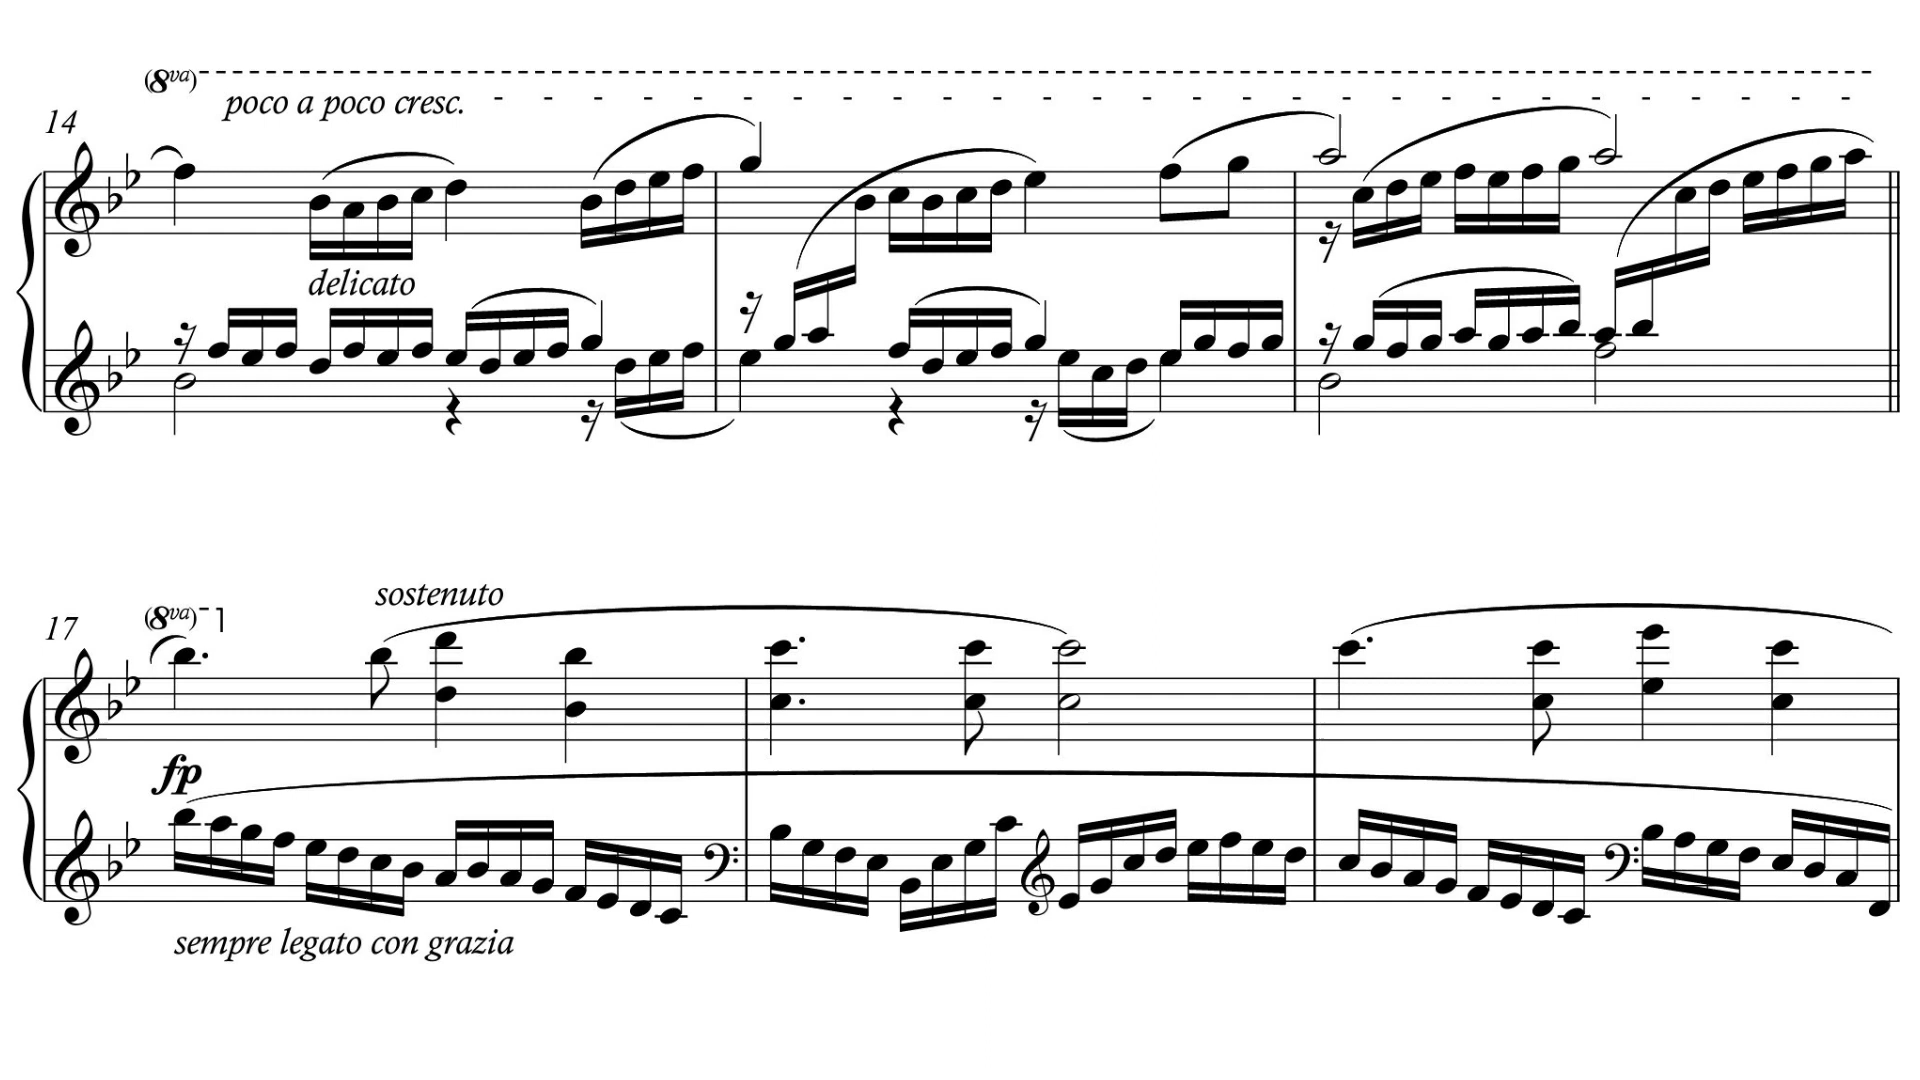 (8va)
poco a poco cresc. - - - - - - - - - - - - - - - - - - - - - - - - - - - -
14
delicato
(8va)
sostenuto
17
fp
sempre legato con grazia